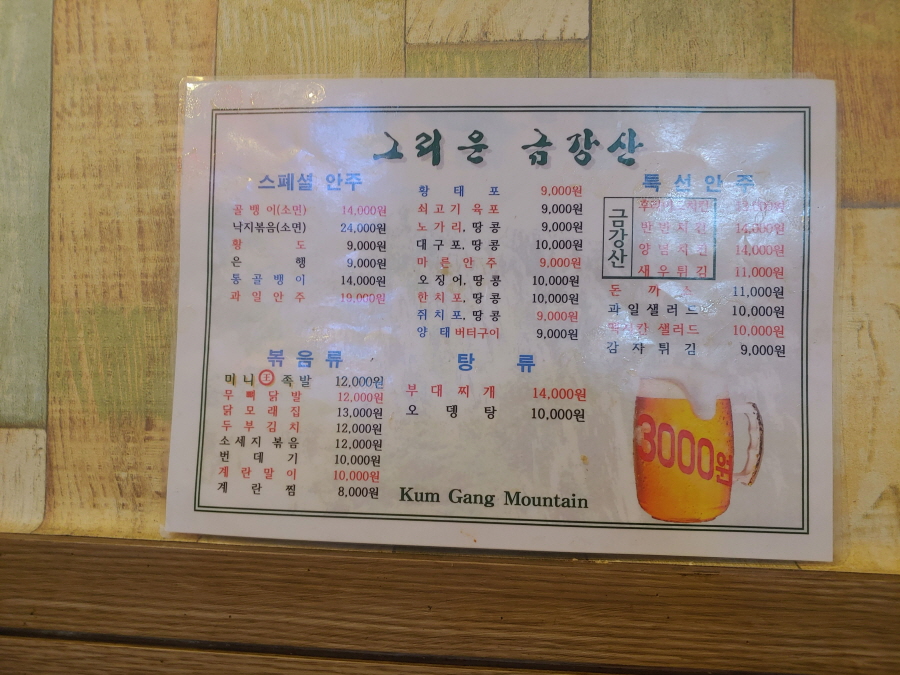 그리운 금강산
스페셜 안주
골뱅이(소면) 14,000원
낙지볶음(소면) 24,000원
황도 9,000원
은행 9,000원
통골뱅이 14,000원
과일안주 19,000원
볶음류
미니 王 족발 12,000원
무뼈닭발 12,000원
닭모래집 13,000원
두부김치 12,000원
소세지볶음 12,000원
번데기 10,000원
계란말이 10,000원
계란찜 8,000원
황태포 9,000원
쇠고기 육포 9,000원
노가리, 땅콩 9,000원
대구포, 땅콩 10,000원
마른안주 9,000원
오징어, 땅콩 10,000원
한치포, 땅콩 10,000원
쥐치포, 땅콩 9,000원
양태 버터구이 9,000원
탕류
부대찌개 14,000원
오뎅탕 10,000원
Kum Gang Mountain
특선안주
금강산
반반치킨 14,000원
양념치킨 14,000원
새우튀김 11,000원
돈까스 11,000원
과일샐러드 10,000원
샐러드 10,000원
감자튀김 9,000원
3000원